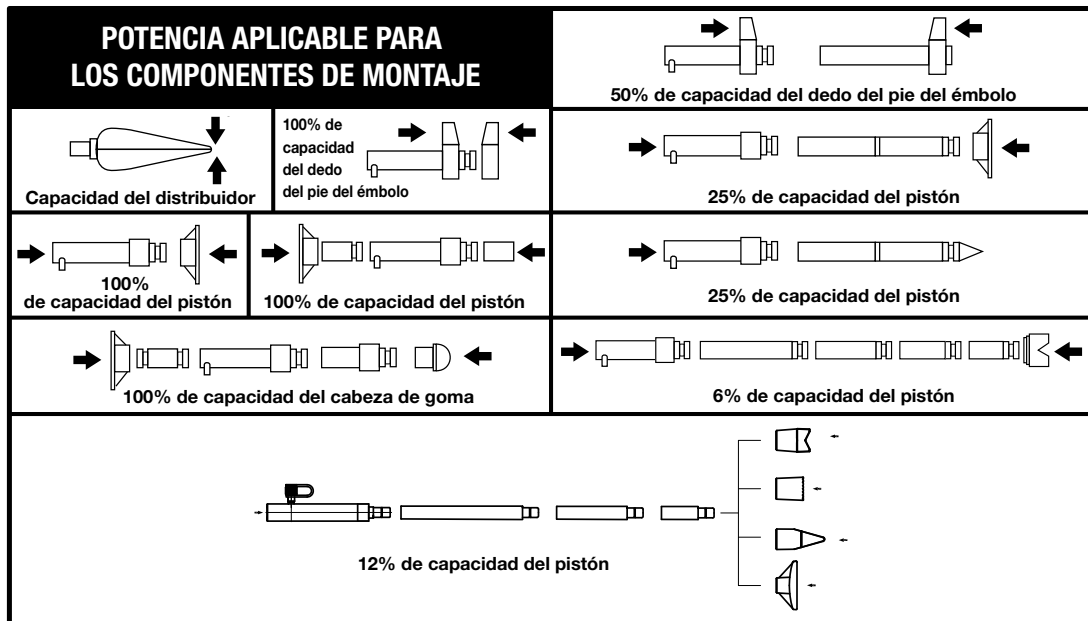 POTENCIA APLICABLE PARA
LOS COMPONENTES DE MONTAJE
50% de capacidad del dedo del pie del émbolo
Capacidad del distribuidor
100% de
capacidad
del dedo
del pie del émbolo
25% de capacidad del pistón
100%
de capacidad del pistón
100% de capacidad del pistón
25% de capacidad del pistón
100% de capacidad del cabeza de goma
6% de capacidad del pistón
12% de capacidad del pistón